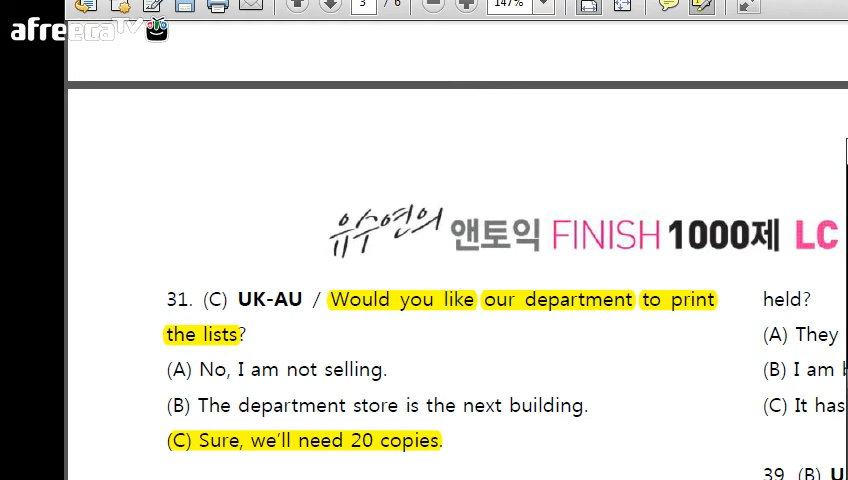 3 / 6
147%
afreecaTV
유수연의 앤토익 FINISH 1000제 LC
31. (C) UK-AU / Would you like our department to print
the lists?
(A) No, I am not selling.
(B) The department store is the next building.
(C) Sure, we'll need 20 copies.
held?
(A) They
(B) I am
(C) It has
39. (B)